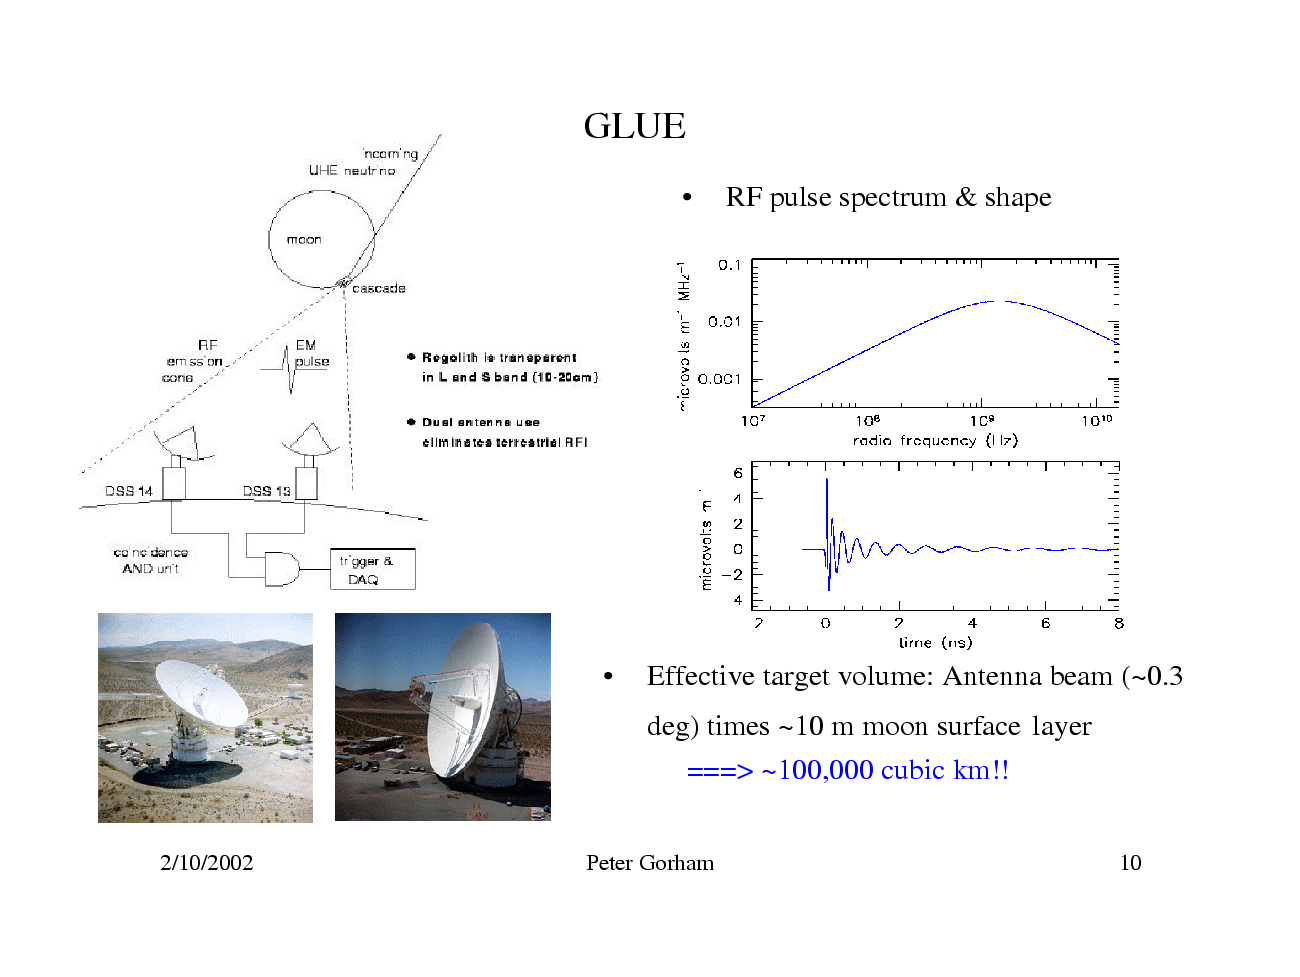 GLUE
incoming
UHE neutrino
moon
cascade
RF
emission
cone
EM
pulse
• Regolith is transparent
in L and S band (10-20cm)
• Dual antenna use
eliminates terrestrial RFI
DSS 14
DSS 13
coincidence
AND unit
trigger &
DAQ
• RF pulse spectrum & shape
microvolts m⁻¹ MHz⁻¹
0.1
0.01
0.001
10⁷ 10⁸ 10⁹ 10¹⁰
radio frequency (Hz)
microvolts m⁻
6
4
2
0
−2
4
2 0 2 4 6 8
time (ns)
• Effective target volume: Antenna beam (~0.3
deg) times ~10 m moon surface layer
===> ~100,000 cubic km!!
2/10/2002
Peter Gorham
10